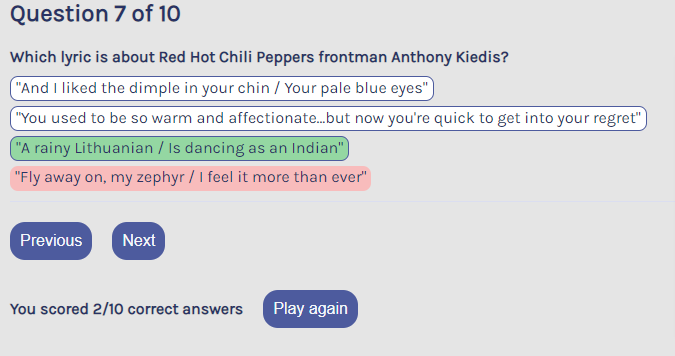 Question 7 of 10
Which lyric is about Red Hot Chili Peppers frontman Anthony Kiedis?
"And I liked the dimple in your chin / Your pale blue eyes"
"You used to be so warm and affectionate...but now you're quick to get into your regret"
"A rainy Lithuanian / Is dancing as an Indian"
"Fly away on, my zephyr / I feel it more than ever"
Previous Next
You scored 2/10 correct answers Play again